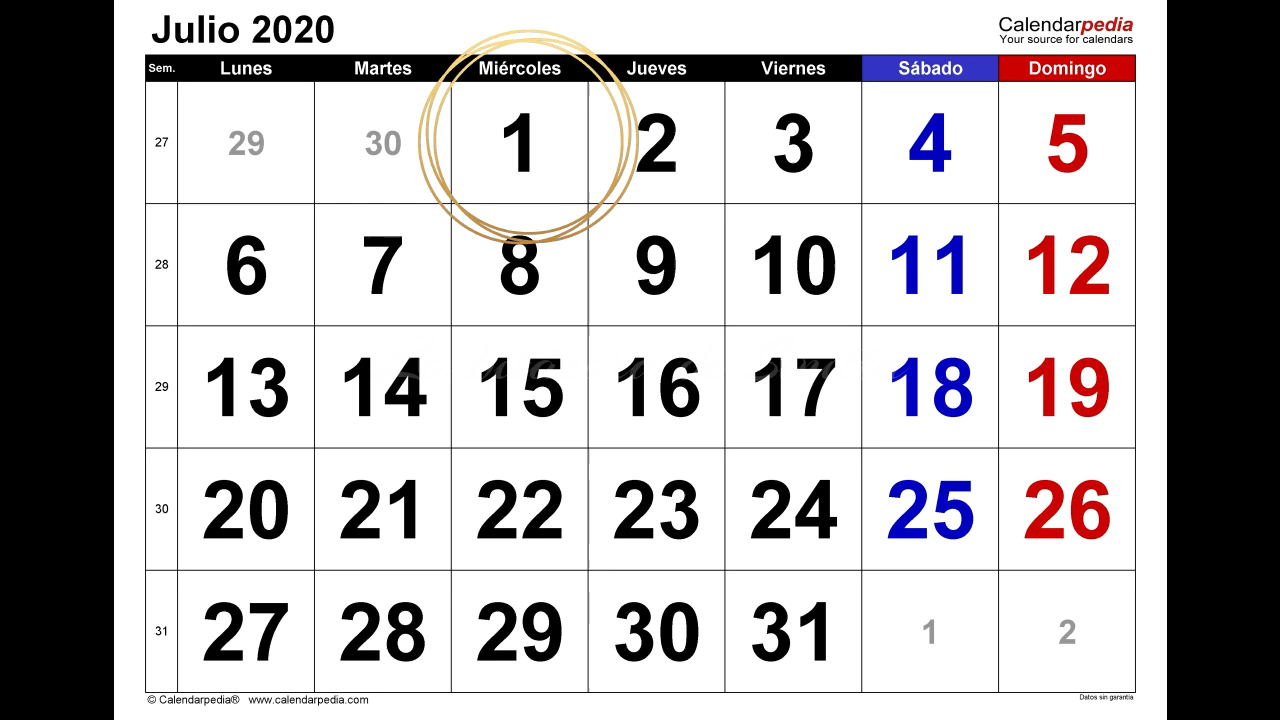 Julio 2020
Calendarpedia
Your source for calendars
Sem. Lunes Martes Miércoles Jueves Viernes Sábado Domingo
27 29 30 1 2 3 4 5
28 6 7 8 9 10 11 12
29 13 14 15 16 17 18 19
30 20 21 22 23 24 25 26
31 27 28 29 30 31 1 2
© Calendarpedia® www.calendarpedia.com
Datos sin garantía